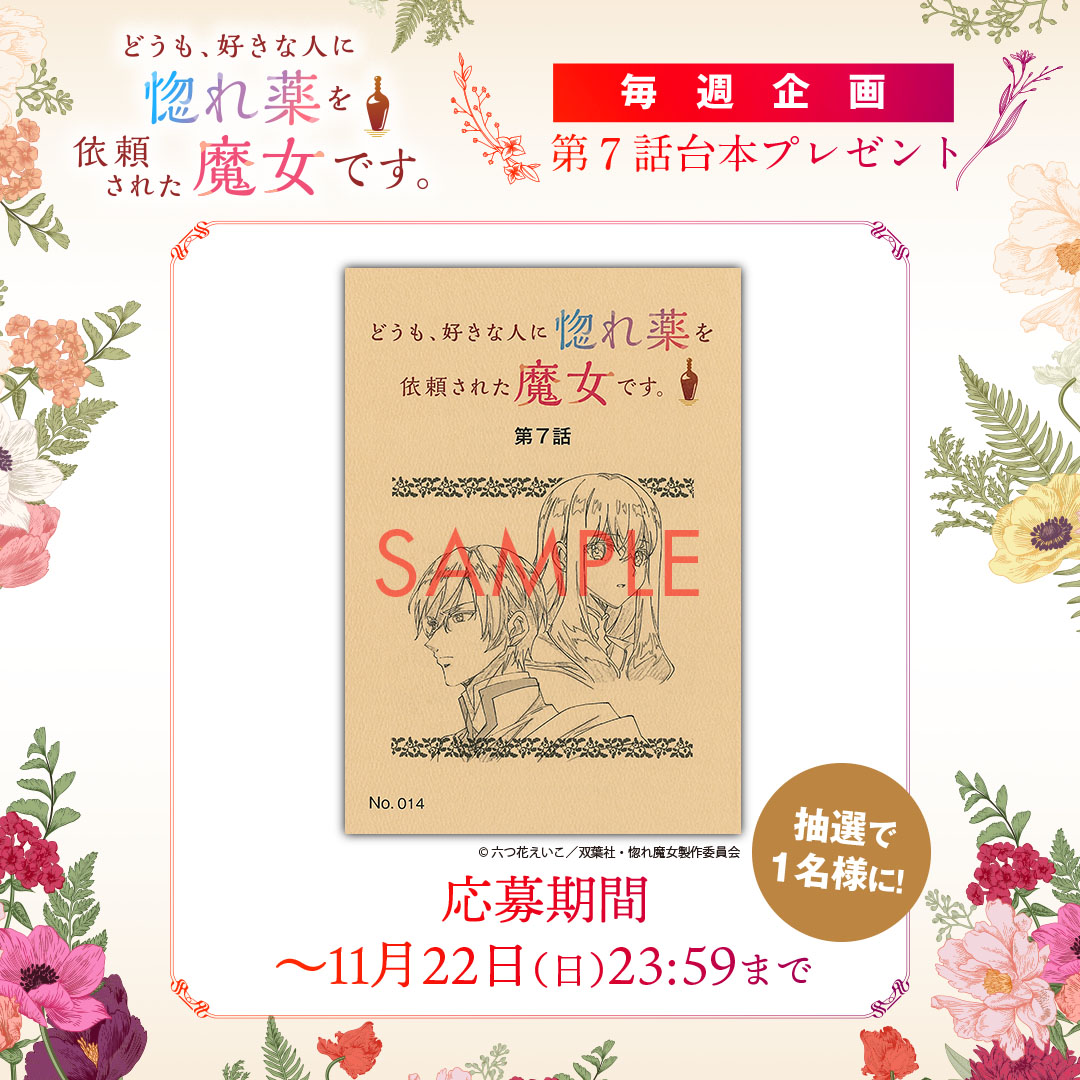 どうも、好きな人に
惚れ薬を
依頼された魔女です。
毎週企画
第7話台本プレゼント
どうも、好きな人に惚れ薬を
依頼された魔女です。
第7話
SAMPLE
No. 014
©六つ花えいこ／双葉社・惚れ魔女製作委員会
抽選で
1名様に!
応募期間
～11月22日(日)23:59まで